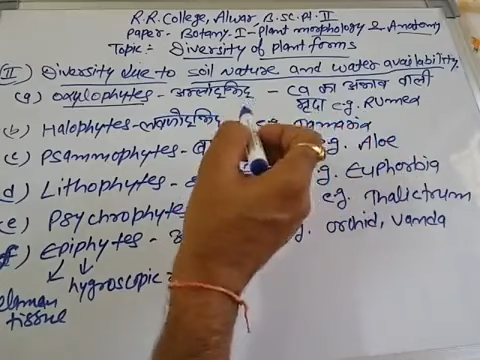 R.R. College, Alwar, B.sc.pt. II
Paper- Botany-I-Plant morphology & Anatomy
Topic:- Diversity of plant forms
(II) Diversity due to soil nature and water availability
(a) oxylophytes - अम्लोद्भिद् - ca का अभाव वाली
मृदा e.g. Rumex
(b) Halophytes - लवणोद्भिद्
(c) Psammophytes - e.g. Aloe
d) Lithophytes - e.g. Euphorbia
(e) Psychrophytes e.g. Thalictrum
(f) Epiphytes - orchid, Vanda
hygroscopic
tissue